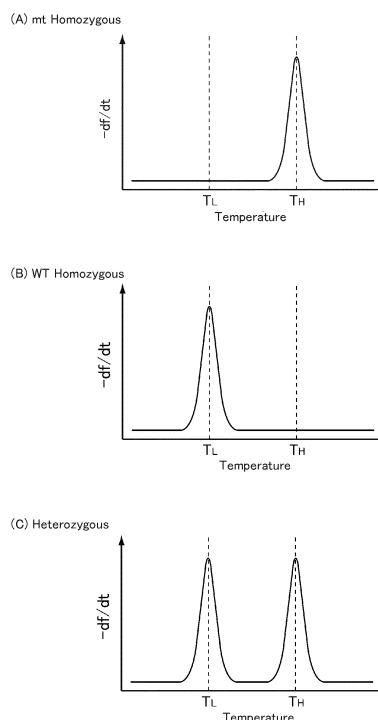 (A) mt Homozygous
-df/dt
TL TH
Temperature
(B) WT Homozygous
-df/dt
TL TH
Temperature
(C) Heterozygous
-df/dt
TL TH
Temperature